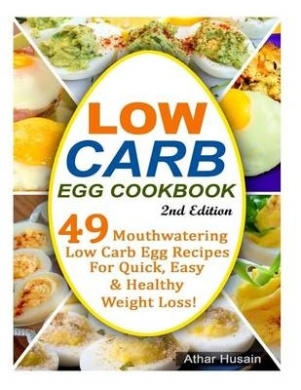 LOW
CARB
EGG COOKBOOK
2nd Edition
49 Mouthwatering
Low Carb Egg Recipes
For Quick, Easy
& Healthy
Weight Loss!
Athar Husain